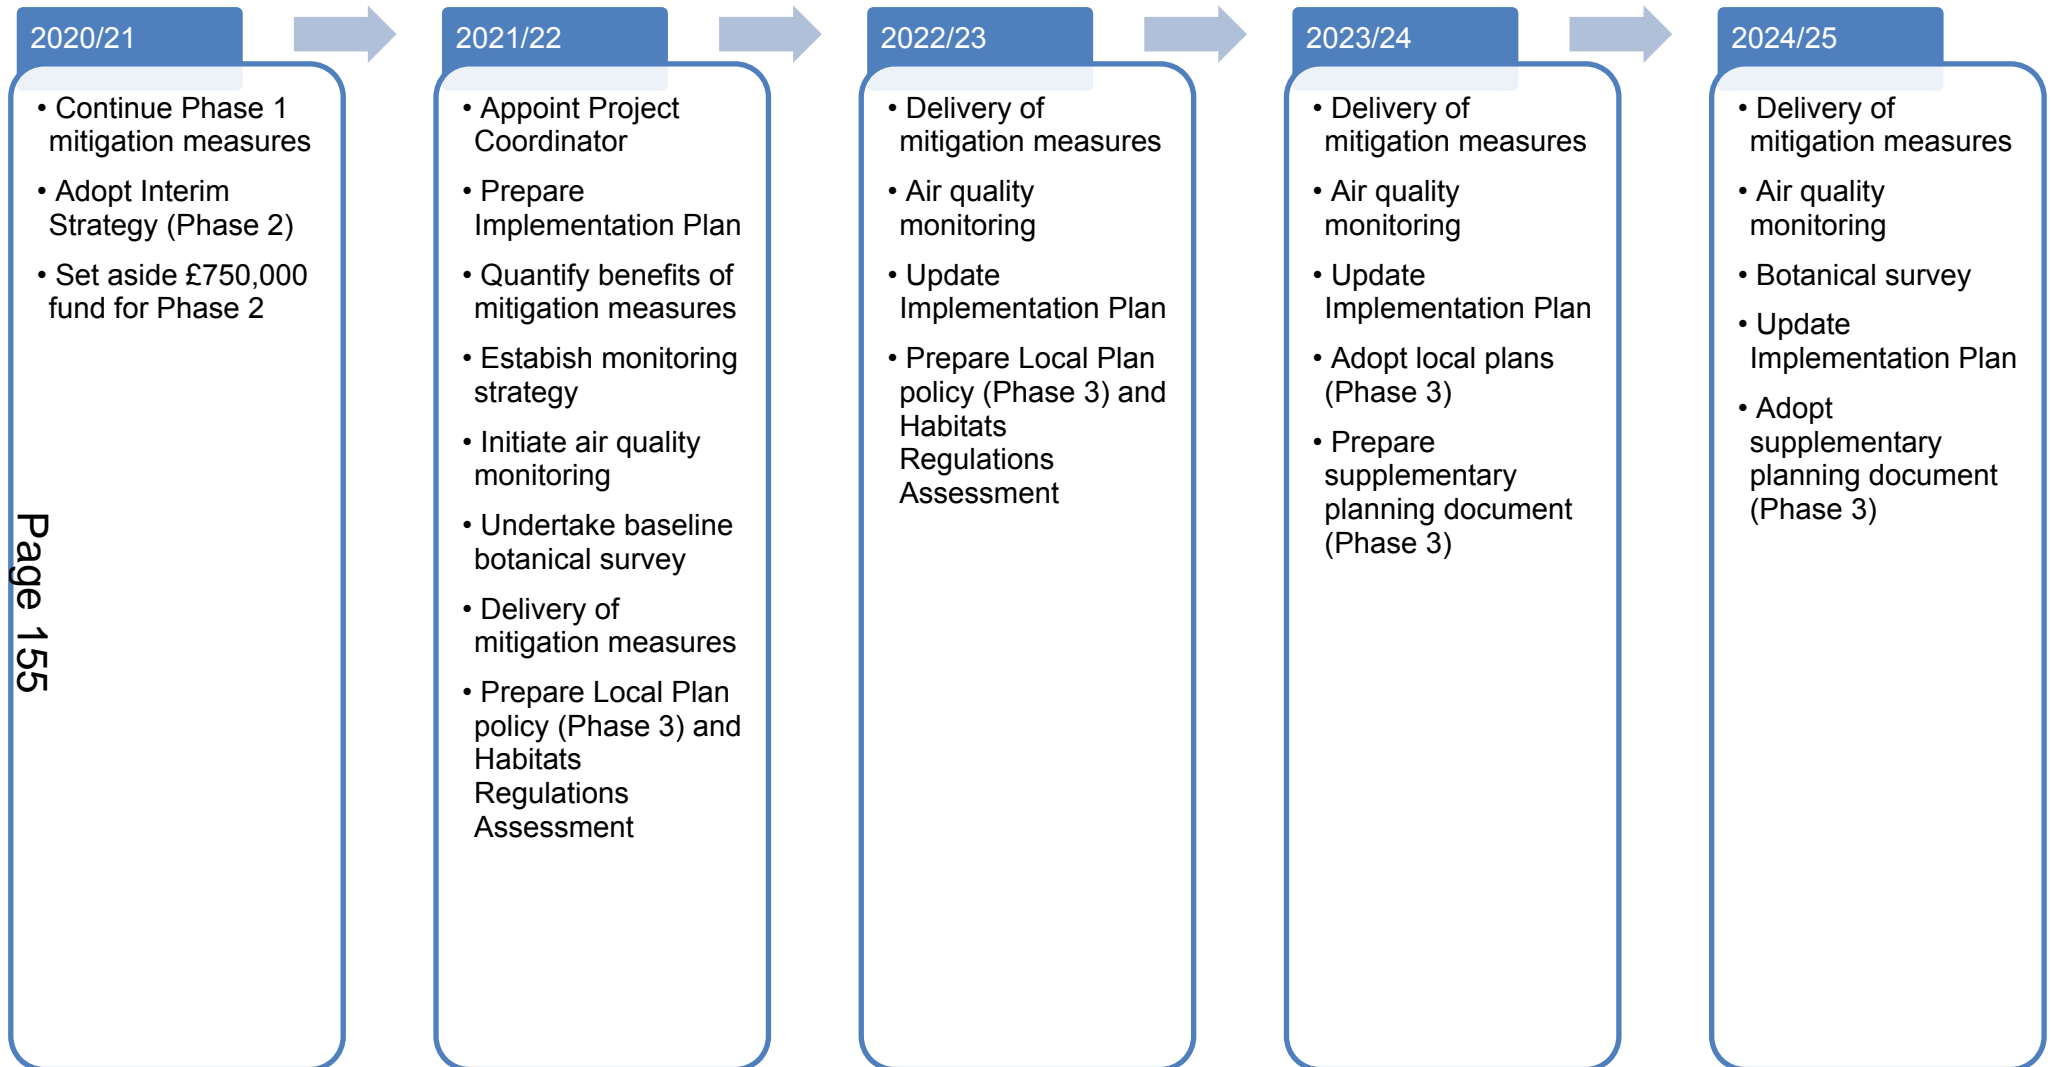 2020/21
• Continue Phase 1
mitigation measures
• Adopt Interim
Strategy (Phase 2)
• Set aside £750,000
fund for Phase 2
2021/22
• Appoint Project
Coordinator
• Prepare
Implementation Plan
• Quantify benefits of
mitigation measures
• Estabish monitoring
strategy
• Initiate air quality
monitoring
• Undertake baseline
botanical survey
• Delivery of
mitigation measures
• Prepare Local Plan
policy (Phase 3) and
Habitats
Regulations
Assessment
2022/23
• Delivery of
mitigation measures
• Air quality
monitoring
• Update
Implementation Plan
• Prepare Local Plan
policy (Phase 3) and
Habitats
Regulations
Assessment
2023/24
• Delivery of
mitigation measures
• Air quality
monitoring
• Update
Implementation Plan
• Adopt local plans
(Phase 3)
• Prepare
supplementary
planning document
(Phase 3)
2024/25
• Delivery of
mitigation measures
• Air quality
monitoring
• Botanical survey
• Update
Implementation Plan
• Adopt
supplementary
planning document
(Phase 3)
Page 155